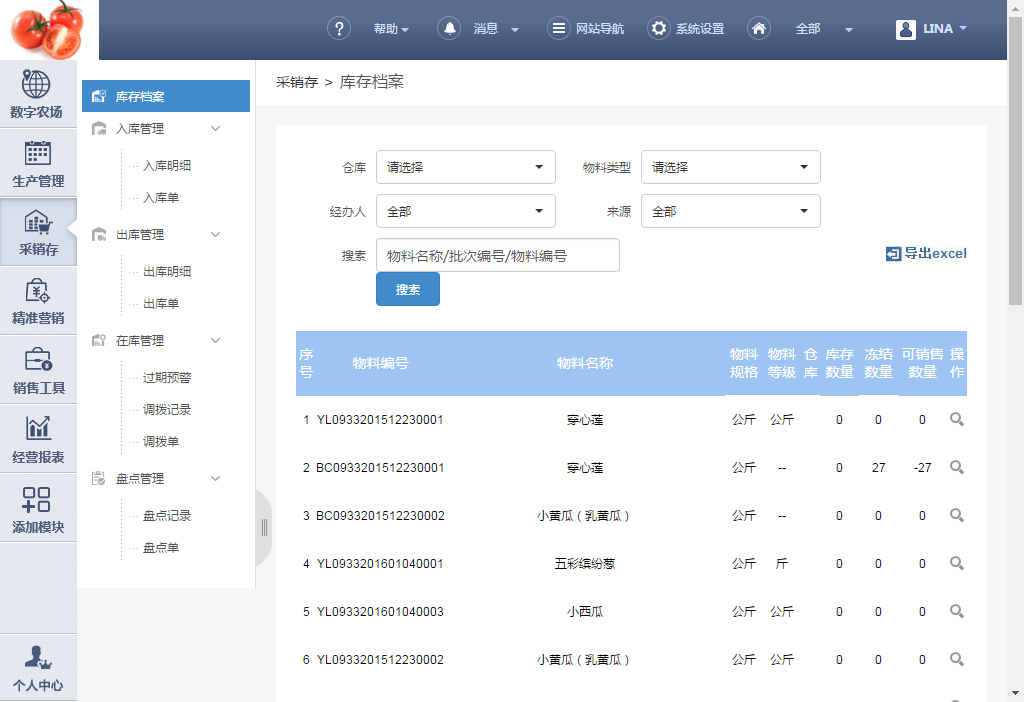 ? 帮助 消息 网站导航 系统设置 全部 LINA
数字农场
生产管理
采销存
精准营销
销售工具
经营报表
添加模块
个人中心
库存档案
入库管理
入库明细
入库单
出库管理
出库明细
出库单
在库管理
过期预警
调拨记录
调拨单
盘点管理
盘点记录
盘点单
采销存 > 库存档案
仓库 请选择 物料类型 请选择
经办人 全部 来源 全部
搜索 物料名称/批次编号/物料编号 导出excel
搜索
序号 物料编号 物料名称 物料规格 物料等级 仓库 库存数量 冻结数量 可销售数量 操作
1 YL0933201512230001 穿心莲 公斤 公斤 0 0 0
2 BC0933201512230001 穿心莲 公斤 -- 0 27 -27
3 BC0933201512230002 小黄瓜（乳黄瓜） 公斤 -- 0 0 0
4 YL0933201601040001 五彩缤纷葱 公斤 斤 0 0 0
5 YL0933201601040003 小西瓜 公斤 公斤 0 0 0
6 YL0933201512230002 小黄瓜（乳黄瓜） 公斤 公斤 0 0 0